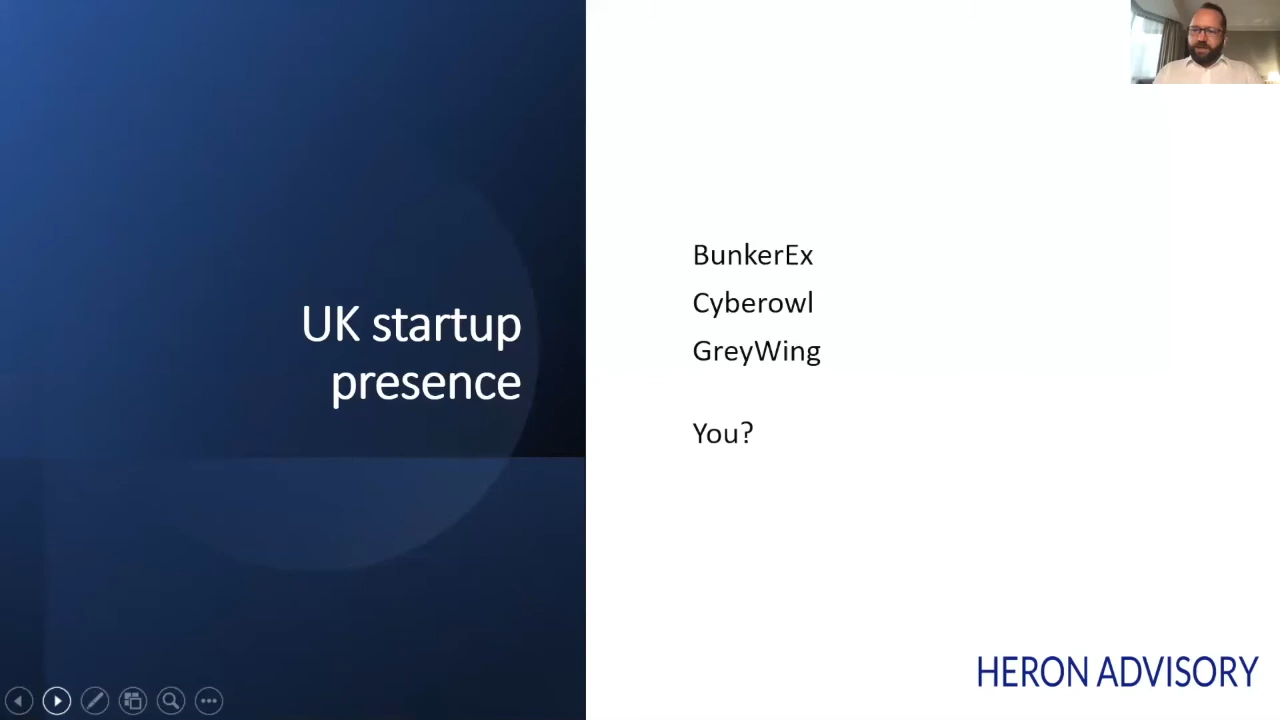 UK startup
presence
BunkerEx
Cyberowl
GreyWing
You?
HERON ADVISORY